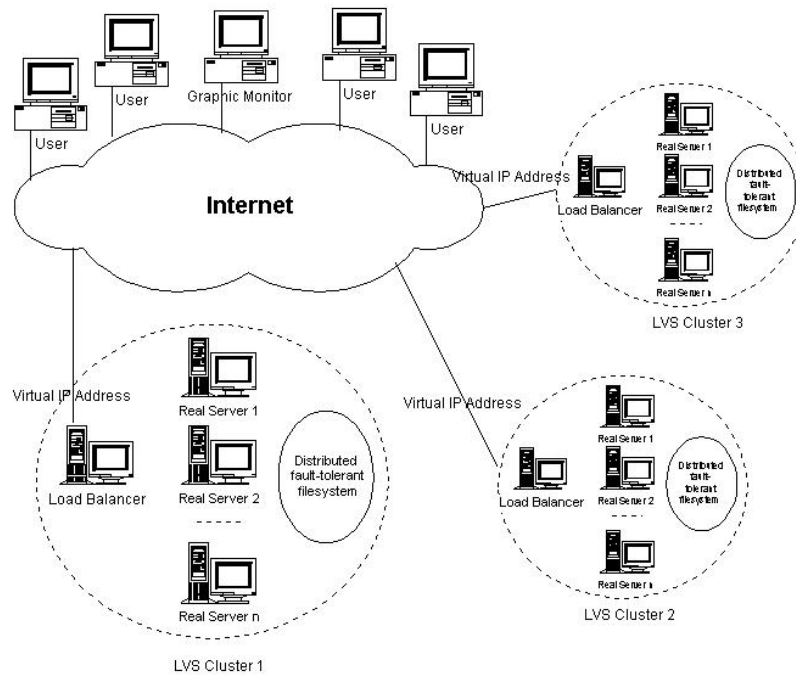 User
User
Graphic Monitor
User
User
Internet
Virtual IP Address
Load Balancer
Real Server 1
Real Server 2
Real Server n
Distributed
fault-
tolerant
filesystem
LVS Cluster 3
Virtual IP Address
Load Balancer
Real Server 1
Real Server 2
Real Server n
Distributed
fault-tolerant
filesystem
LVS Cluster 1
Virtual IP Address
Load Balancer
Real Server 1
Real Server 2
Real Server n
Distributed
fault-
tolerant
filesystem
LVS Cluster 2